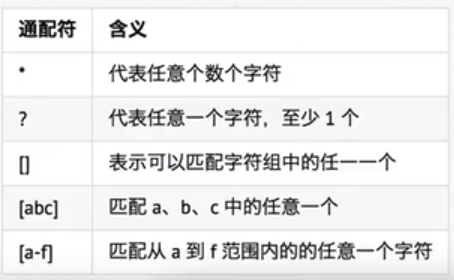 通配符 含义
* 代表任意个数个字符
? 代表任意一个字符，至少 1 个
[] 表示可以匹配字符组中的任一一个
[abc] 匹配 a、b、c 中的任意一个
[a-f] 匹配从 a 到 f 范围内的的任意一个字符